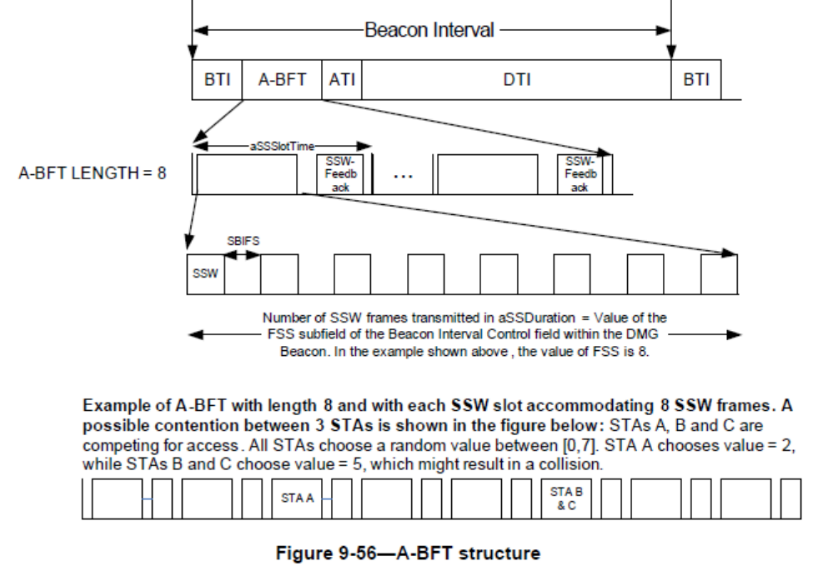 Beacon Interval
BTI
A-BFT
ATI
DTI
BTI
aSSSlotTime
A-BFT LENGTH = 8
SSW-
Feedb
ack
...
SSW-
Feedb
ack
SBIFS
SSW
Number of SSW frames transmitted in aSSDuration = Value of the
FSS subfield of the Beacon Interval Control field within the DMG
Beacon. In the example shown above, the value of FSS is 8.
Example of A-BFT with length 8 and with each SSW slot accommodating 8 SSW frames. A
possible contention between 3 STAs is shown in the figure below: STAs A, B and C are
competing for access. All STAs choose a random value between [0,7]. STA A chooses value = 2,
while STAs B and C choose value = 5, which might result in a collision.
STA A
STA B
& C
Figure 9-56—A-BFT structure